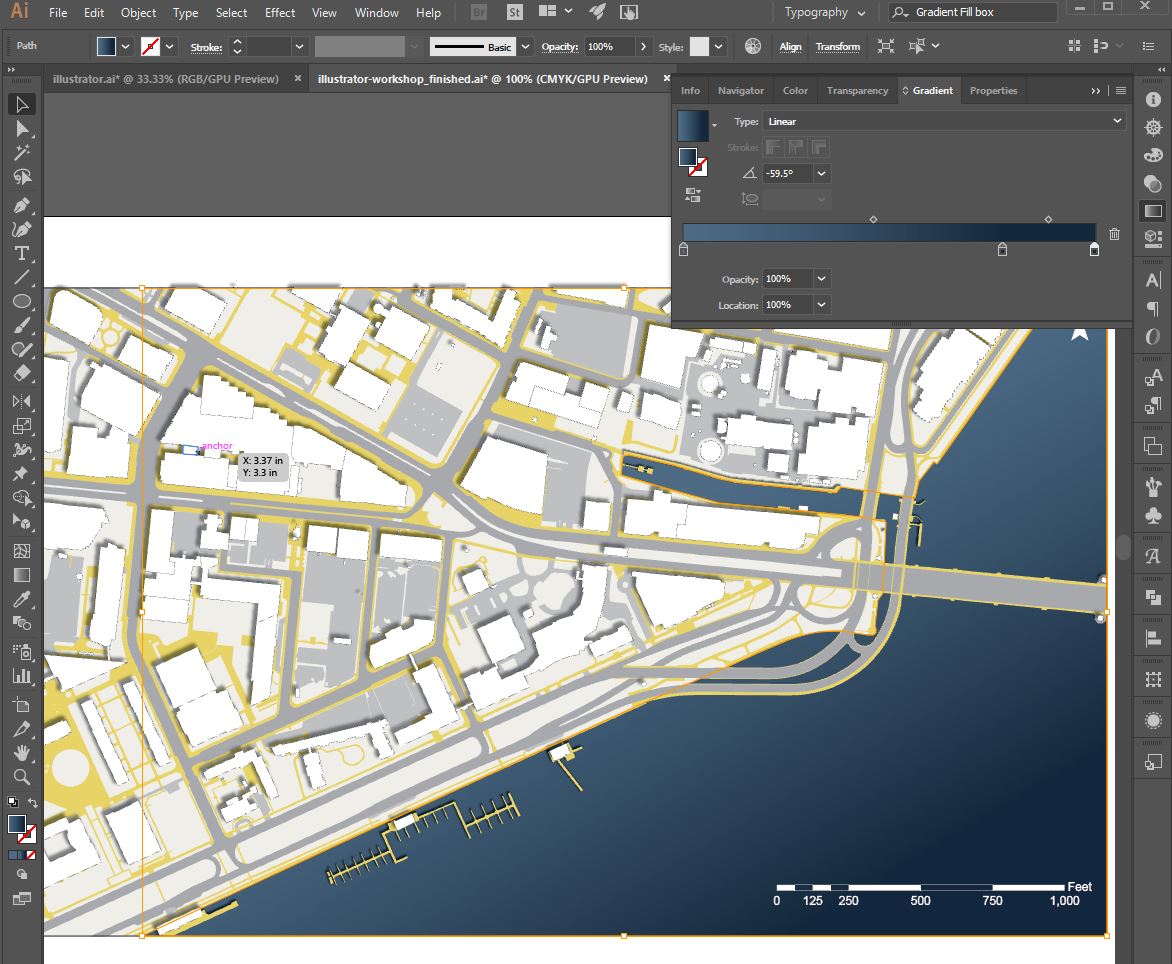 Ai File Edit Object Type Select Effect View Window Help Br St Typography Gradient Fill box
Path Stroke: Basic Opacity: 100% Style: Align Transform
illustrator.ai* @ 33.33% (RGB/GPU Preview) × illustrator-workshop_finished.ai* @ 100% (CMYK/GPU Preview) ×
Info Navigator Color Transparency Gradient Properties
Type: Linear
Stroke:
-59.5°
Opacity: 100%
Location: 100%
anchor
X: 3.37 in
Y: 3.3 in
Feet
0 125 250 500 750 1,000